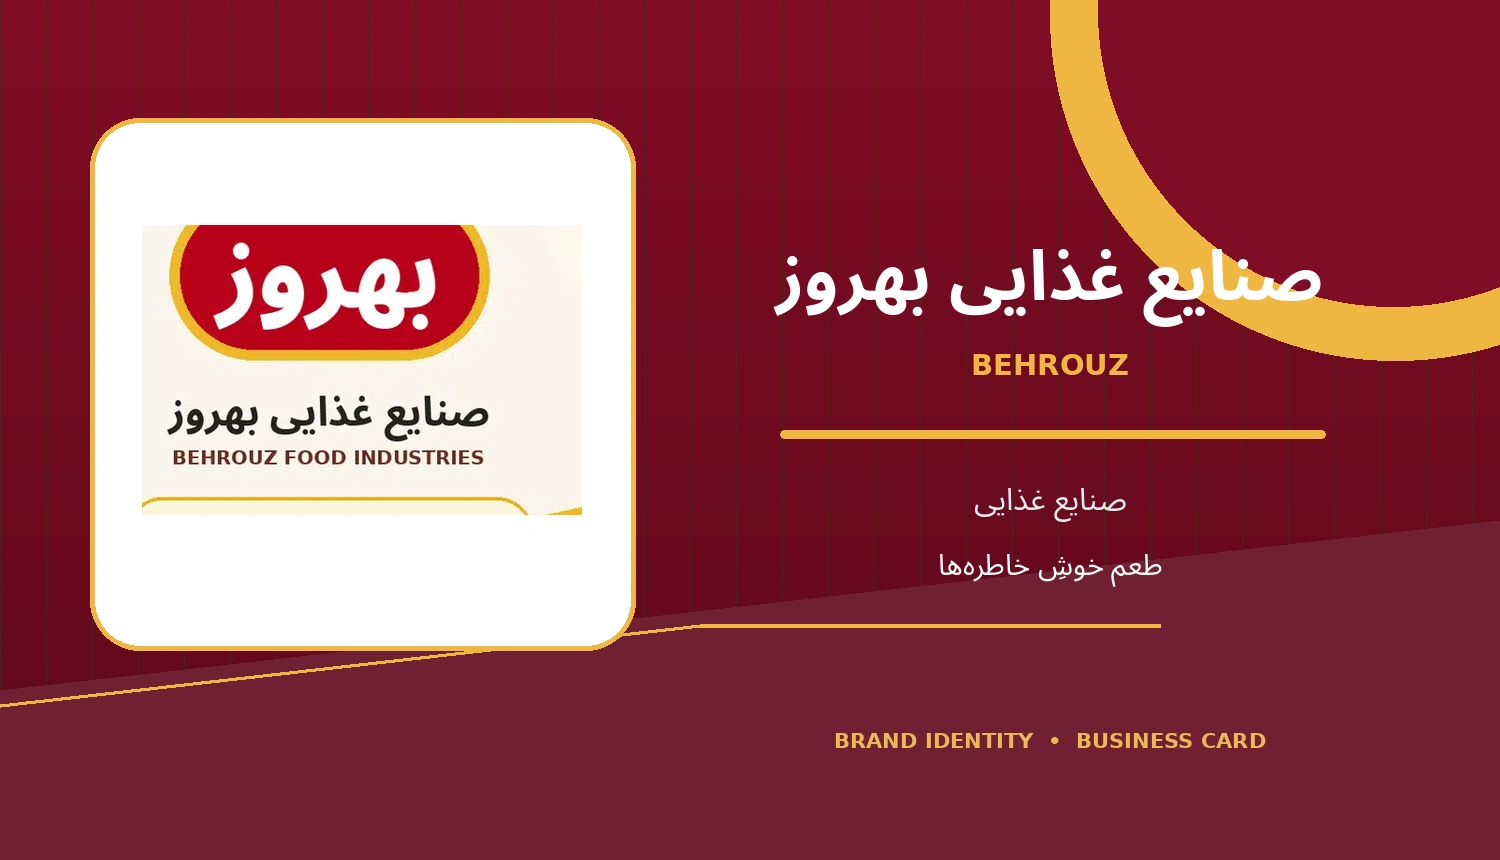 بهروز
صنایع غذایی بهروز
BEHROUZ FOOD INDUSTRIES
صنایع غذایی بهروز
BEHROUZ
صنایع غذایی
طعم خوشِ خاطره‌ها
BRAND IDENTITY • BUSINESS CARD